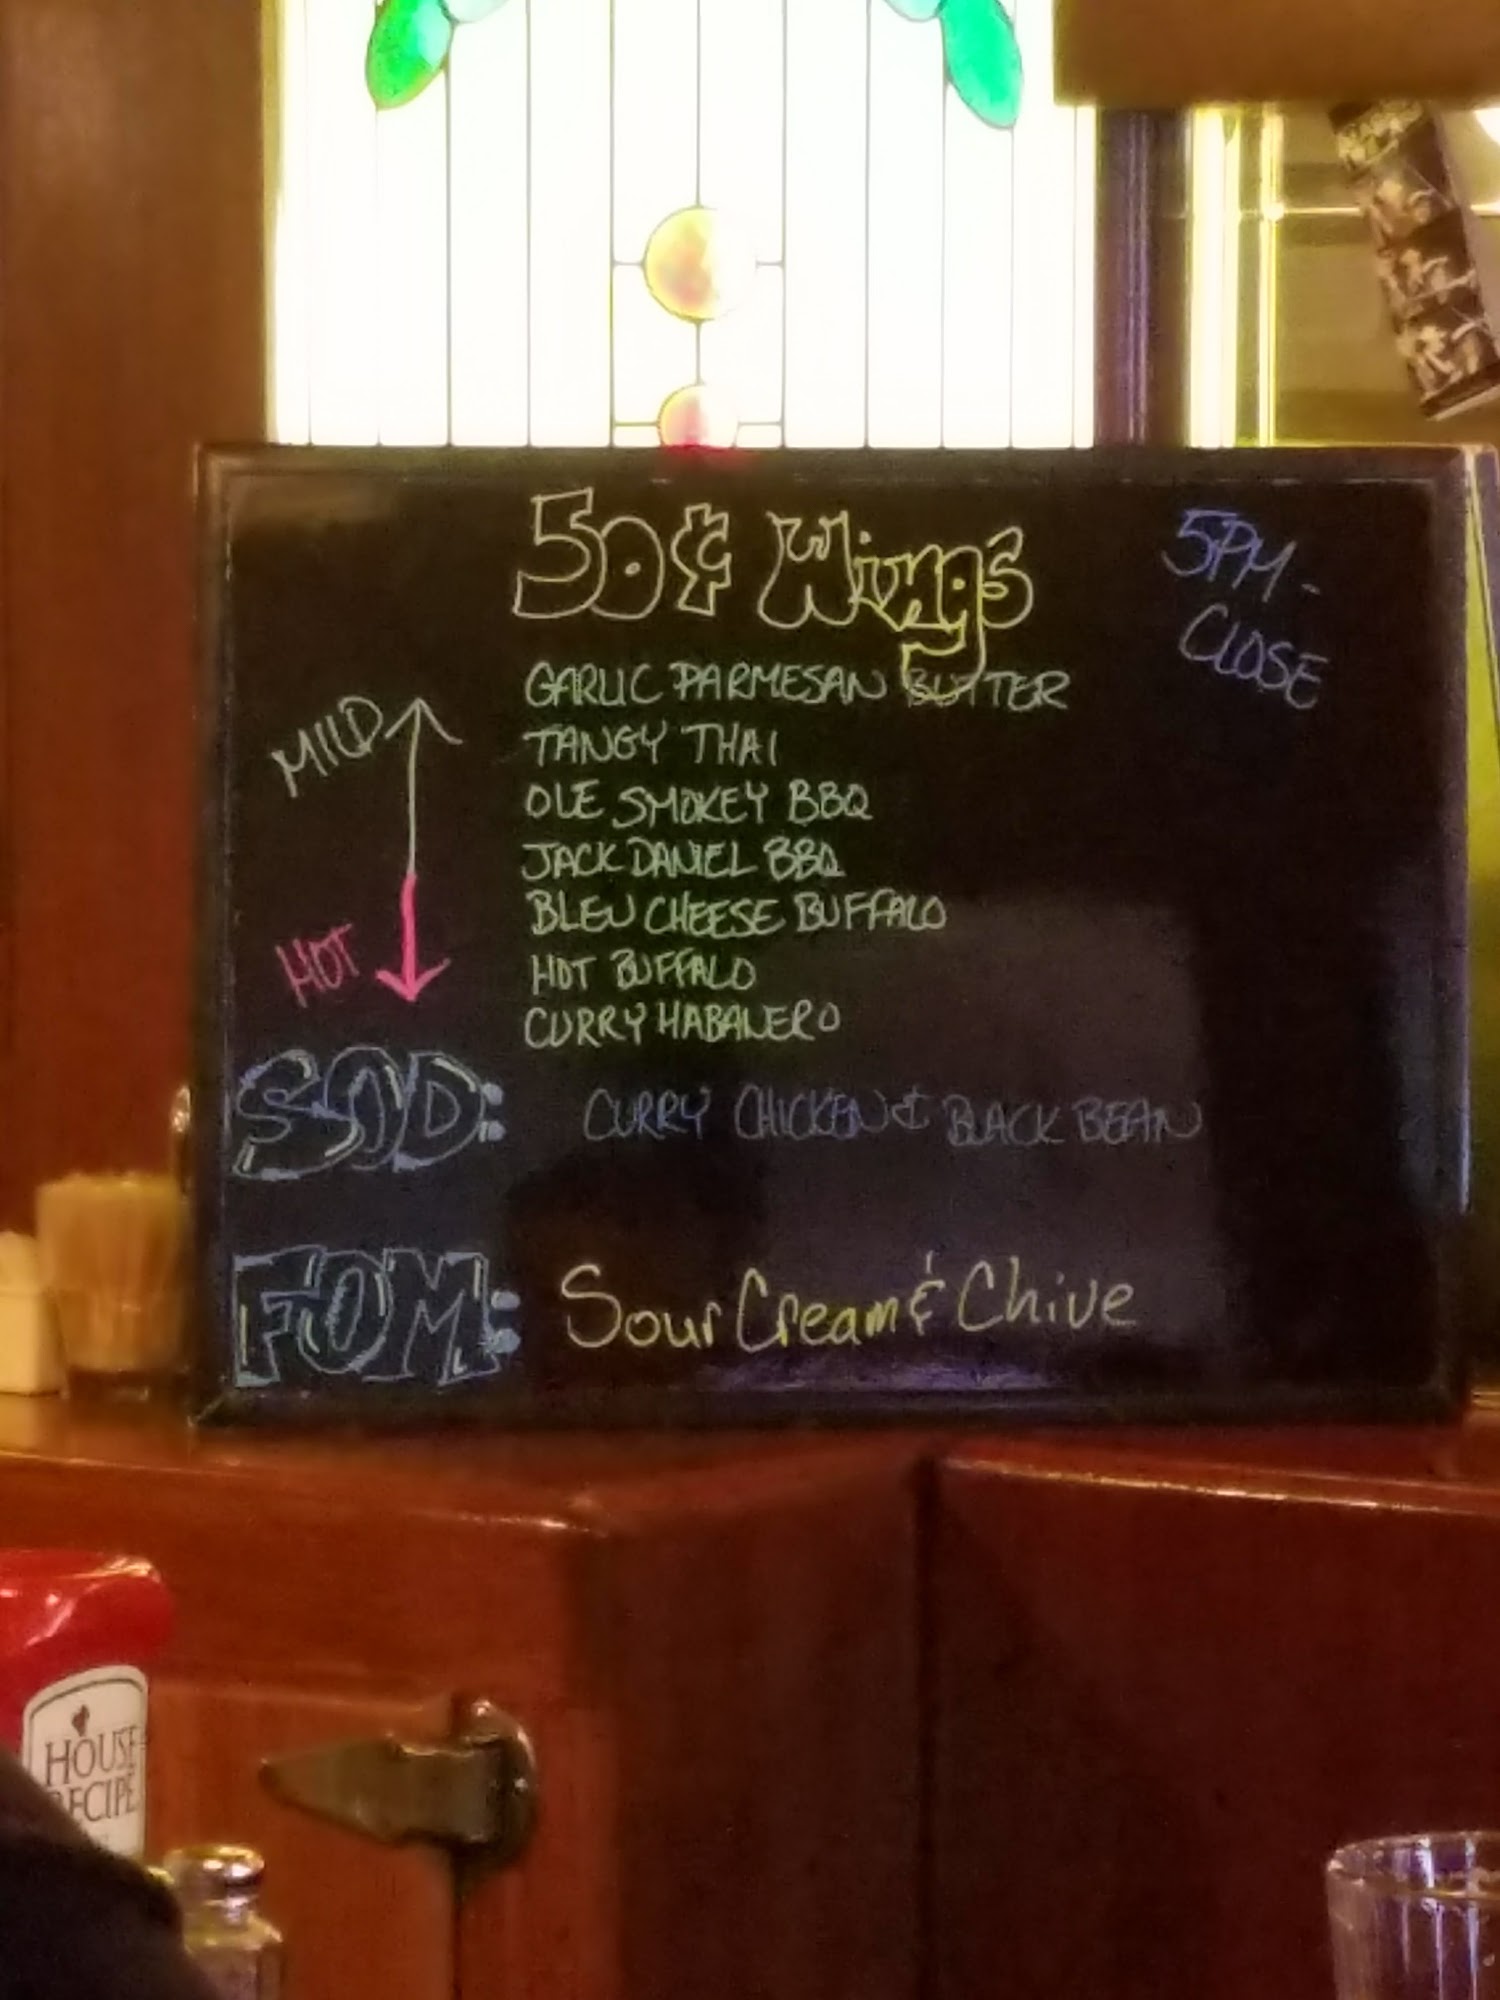 50¢ Wings
5PM -
CLOSE
MILD
HOT
GARLIC PARMESAN BUTTER
TANGY THAI
OLE SMOKEY BBQ
JACK DANIEL BBQ
BLEU CHEESE BUFFALO
HOT BUFFALO
CURRY HABANERO
SOD: CURRY CHICKEN & BLACK BEAN
FOM: Sour Cream & Chive
HOUSE
RECIPE